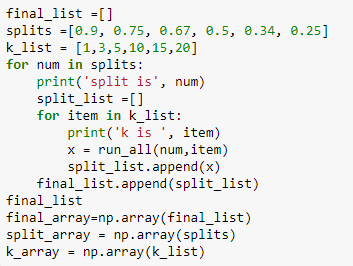 final_list =[]
splits =[0.9, 0.75, 0.67, 0.5, 0.34, 0.25]
k_list = [1,3,5,10,15,20]
for num in splits:
    print('split is', num)
    split_list =[]
    for item in k_list:
        print('k is ', item)
        x = run_all(num,item)
        split_list.append(x)
    final_list.append(split_list)
final_list
final_array=np.array(final_list)
split_array = np.array(splits)
k_array = np.array(k_list)